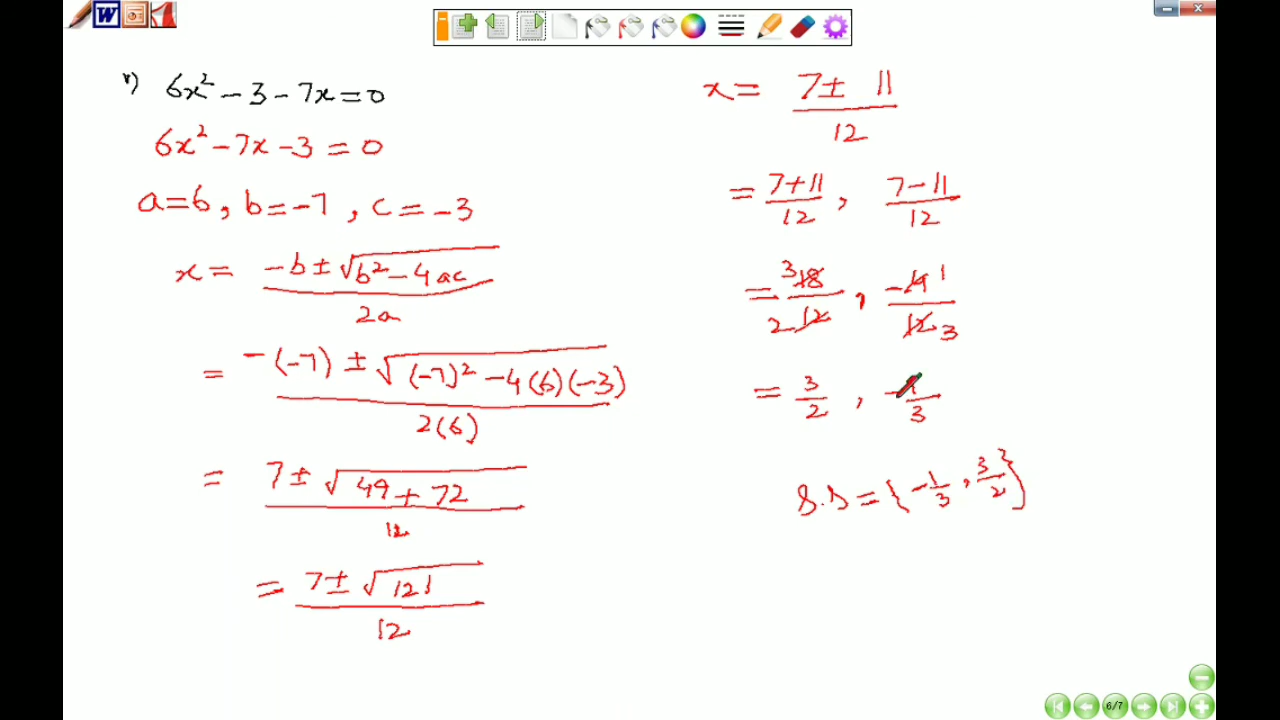 v) 6x² - 3 - 7x = 0
6x² - 7x - 3 = 0
a = 6, b = -7, c = -3
x = (-b ± √(b² - 4ac)) / 2a
= (-(-7) ± √((-7)² - 4(6)(-3))) / 2(6)
= (7 ± √(49 + 72)) / 12
= (7 ± √121) / 12
x = (7 ± 11) / 12
= (7 + 11)/12, (7 - 11)/12
= 3 18 / 2 12, -4 1 / 12 3
= 3/2, -1/3
S.S = {-1/3, 3/2}
6/7